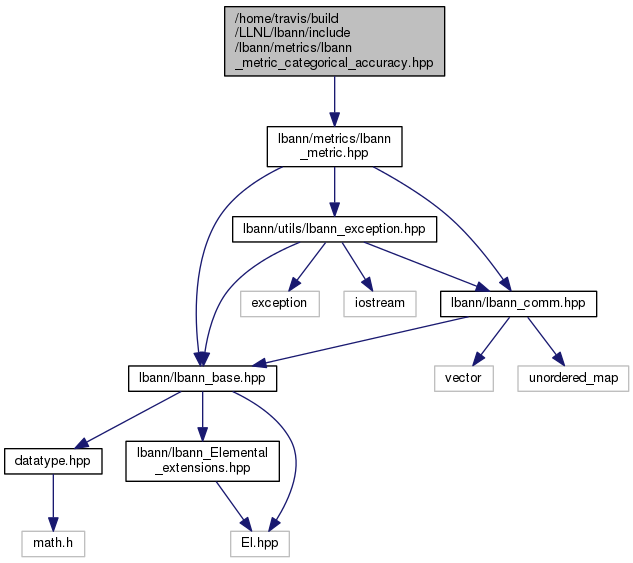 /home/travis/build
/LLNL/lbann/include
/lbann/metrics/lbann
_metric_categorical_accuracy.hpp
lbann/metrics/lbann
_metric.hpp
lbann/utils/lbann_exception.hpp
exception
iostream
lbann/lbann_comm.hpp
lbann/lbann_base.hpp
vector
unordered_map
datatype.hpp
lbann/lbann_Elemental
_extensions.hpp
math.h
El.hpp